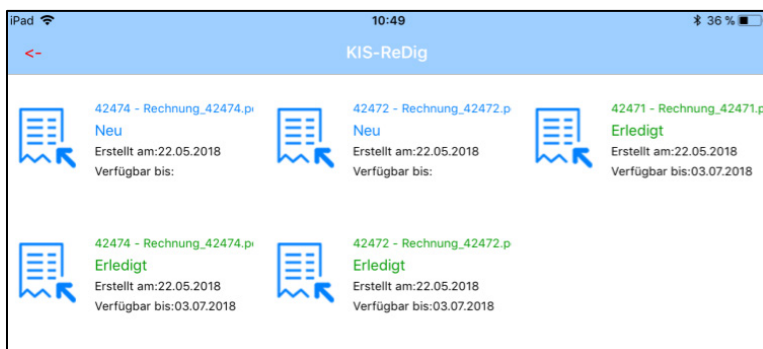 iPad 10:49 36 %
<- KIS-ReDig
42474 - Rechnung_42474.p
Neu
Erstellt am:22.05.2018
Verfügbar bis:
42472 - Rechnung_42472.p
Neu
Erstellt am:22.05.2018
Verfügbar bis:
42471 - Rechnung_42471.p
Erledigt
Erstellt am:22.05.2018
Verfügbar bis:03.07.2018
42474 - Rechnung_42474.p
Erledigt
Erstellt am:22.05.2018
Verfügbar bis:03.07.2018
42472 - Rechnung_42472.p
Erledigt
Erstellt am:22.05.2018
Verfügbar bis:03.07.2018